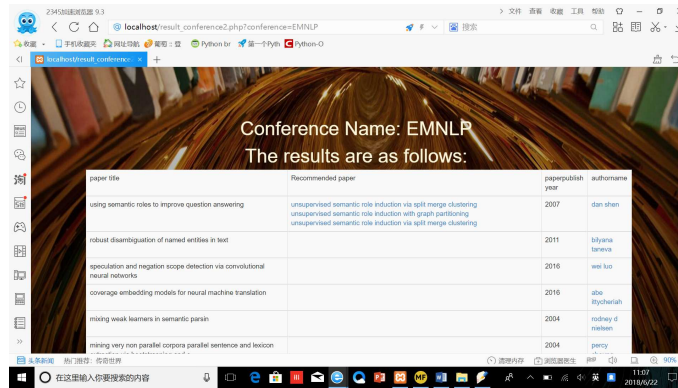 2345加速浏览器 9.3
文件 查看 收藏 工具 帮助
localhost/result_conference2.php?conference=EMNLP
搜索
收藏 手机收藏夹 网址导航 Python br 第一个Pyth Python-O
localhost/result_conference
Conference Name: EMNLP
The results are as follows:
paper title Recommended paper paperpublish authorname
year
using semantic roles to improve question answering unsupervised semantic role induction via split merge clustering 2007 dan shen
unsupervised semantic role induction with graph partitioning
unsupervised semantic role induction via split merge clustering
robust disambiguation of named entities in text 2011 bilyana
taneva
speculation and negation scope detection via convolutional 2016 wei luo
neural networks
coverage embedding models for neural machine translation 2016 abe
ittycheriah
mixing weak learners in semantic parsin 2004 rodney d
nielsen
mining very non parallel corpora parallel sentence and lexicon 2004 percy
头条新闻 热门推荐: 传奇世界 清理内存 浏览器医生 90%
在这里输入你要搜索的内容
英
11:07
2018/6/22